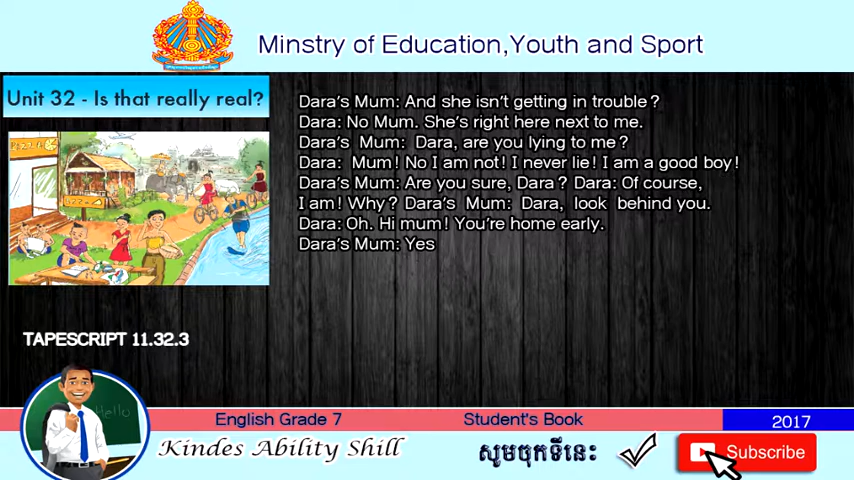 Minstry of Education,Youth and Sport
Unit 32 - Is that really real?
Dara's Mum: And she isn't getting in trouble?
Dara: No Mum. She's right here next to me.
Dara's Mum: Dara, are you lying to me?
Dara: Mum! No I am not! I never lie! I am a good boy!
Dara's Mum: Are you sure, Dara? Dara: Of course,
I am! Why? Dara's Mum: Dara, look behind you.
Dara: Oh. Hi mum! You're home early.
Dara's Mum: Yes
PIZZA
TAPESCRIPT 11.32.3
Hello
English Grade 7
Student's Book
2017
Kindes Ability Shill
សូមចុកទីនេះ
Subscribe